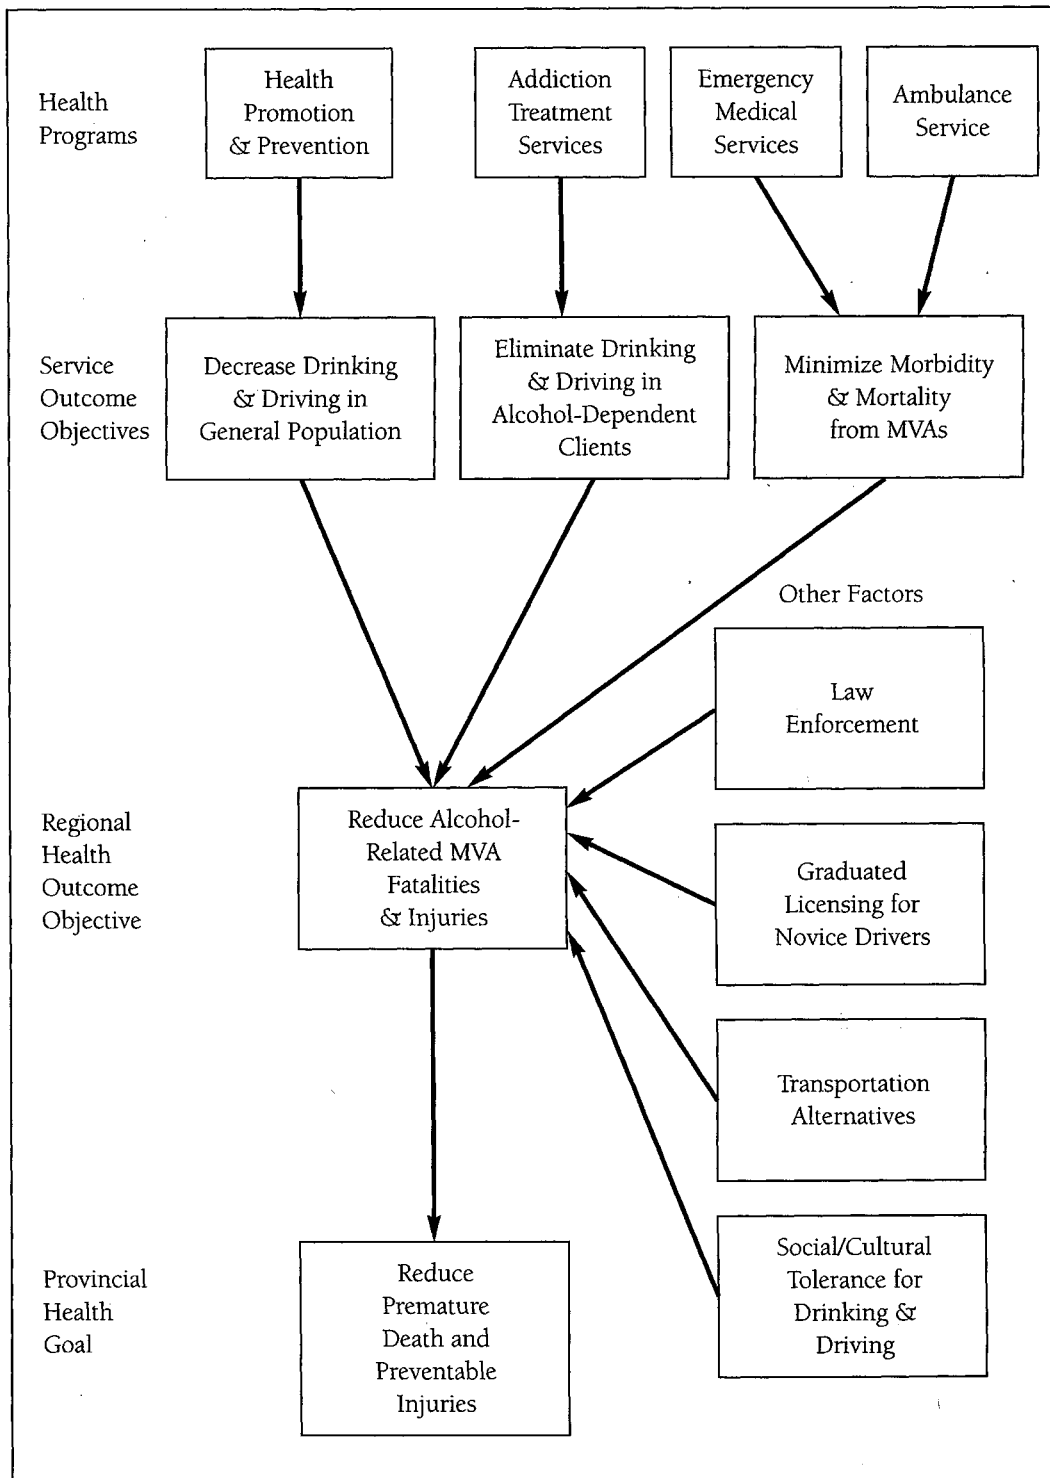 Health
Programs
Health
Promotion
& Prevention
Addiction
Treatment
Services
Emergency
Medical
Services
Ambulance
Service
Service
Outcome
Objectives
Decrease Drinking
& Driving in
General Population
Eliminate Drinking
& Driving in
Alcohol-Dependent
Clients
Minimize Morbidity
& Mortality
from MVAs
Other Factors
Law
Enforcement
Regional
Health
Outcome
Objective
Reduce Alcohol-
Related MVA
Fatalities
& Injuries
Graduated
Licensing for
Novice Drivers
Transportation
Alternatives
Social/Cultural
Tolerance for
Drinking &
Driving
Provincial
Health
Goal
Reduce
Premature
Death and
Preventable
Injuries